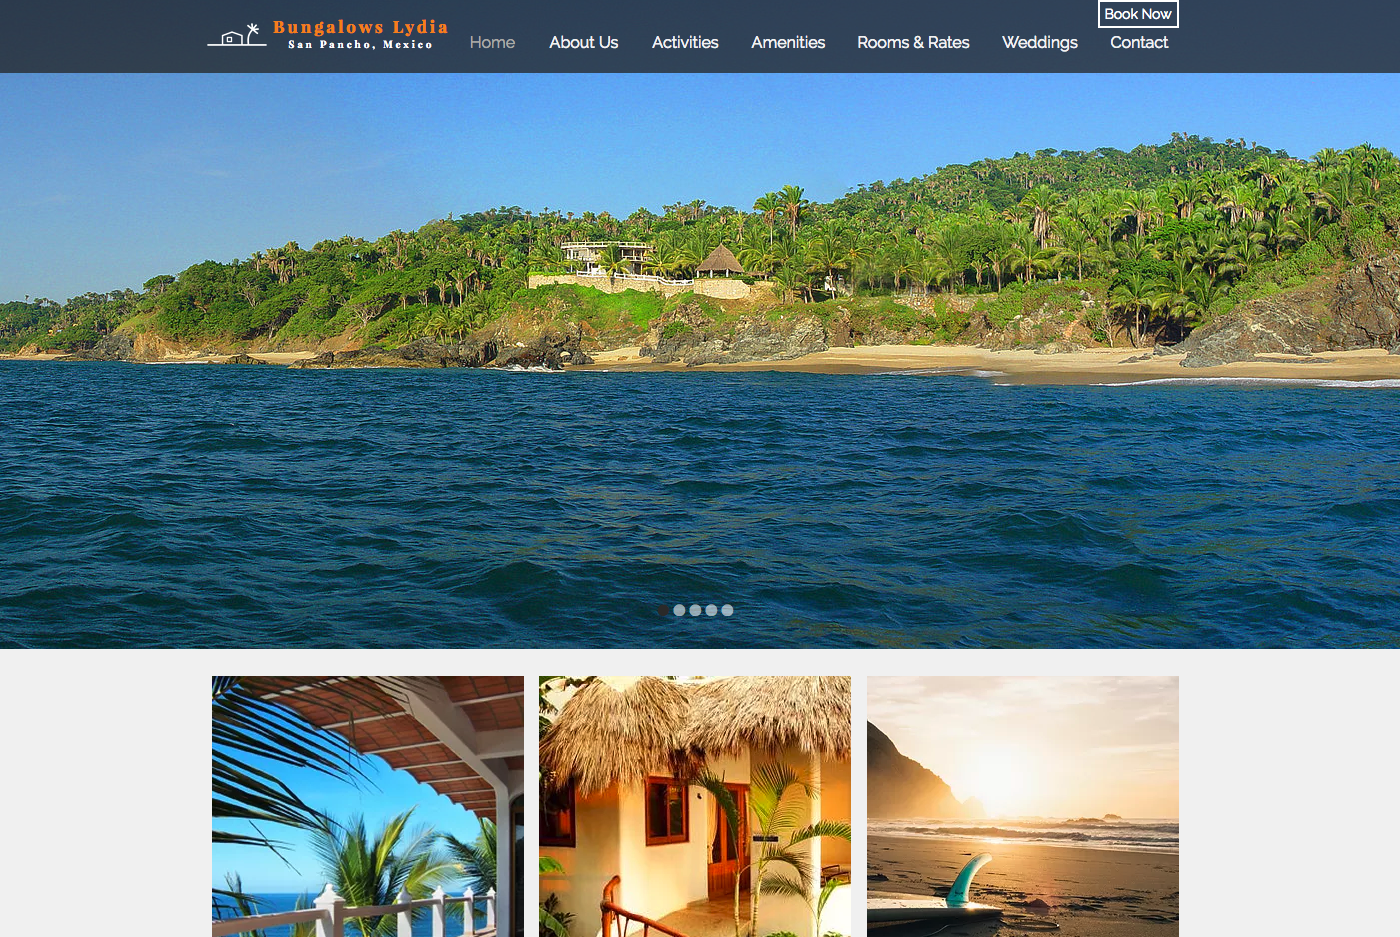 Book Now
Bungalows Lydia
San Pancho, Mexico
Home About Us Activities Amenities Rooms & Rates Weddings Contact